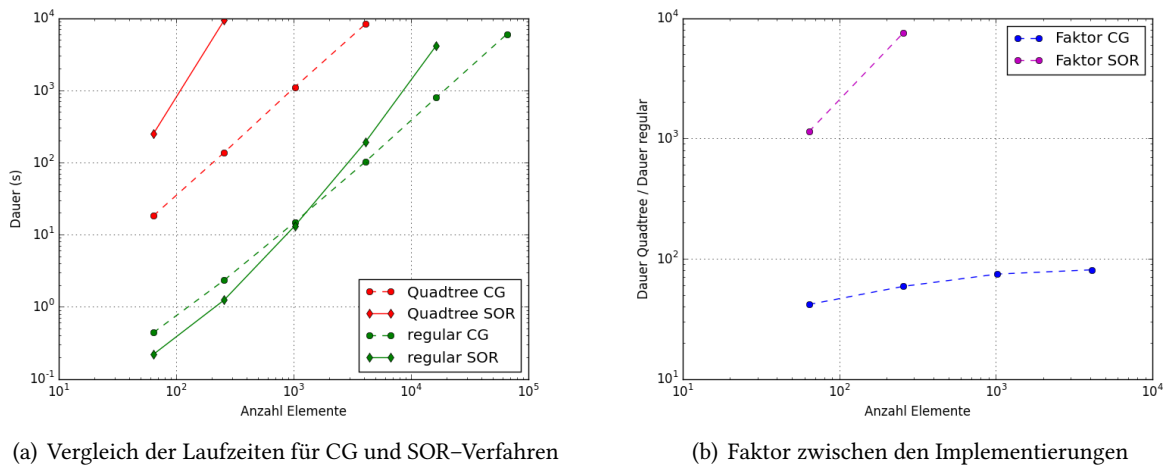 10^4
10^3
10^2
10^1
10^0
10^-1
Dauer (s)
10^1
10^2
10^3
10^4
10^5
Anzahl Elemente
Quadtree CG
Quadtree SOR
regular CG
regular SOR
(a) Vergleich der Laufzeiten für CG und SOR–Verfahren
10^4
10^3
10^2
10^1
Dauer Quadtree / Dauer regular
10^1
10^2
10^3
10^4
Anzahl Elemente
Faktor CG
Faktor SOR
(b) Faktor zwischen den Implementierungen